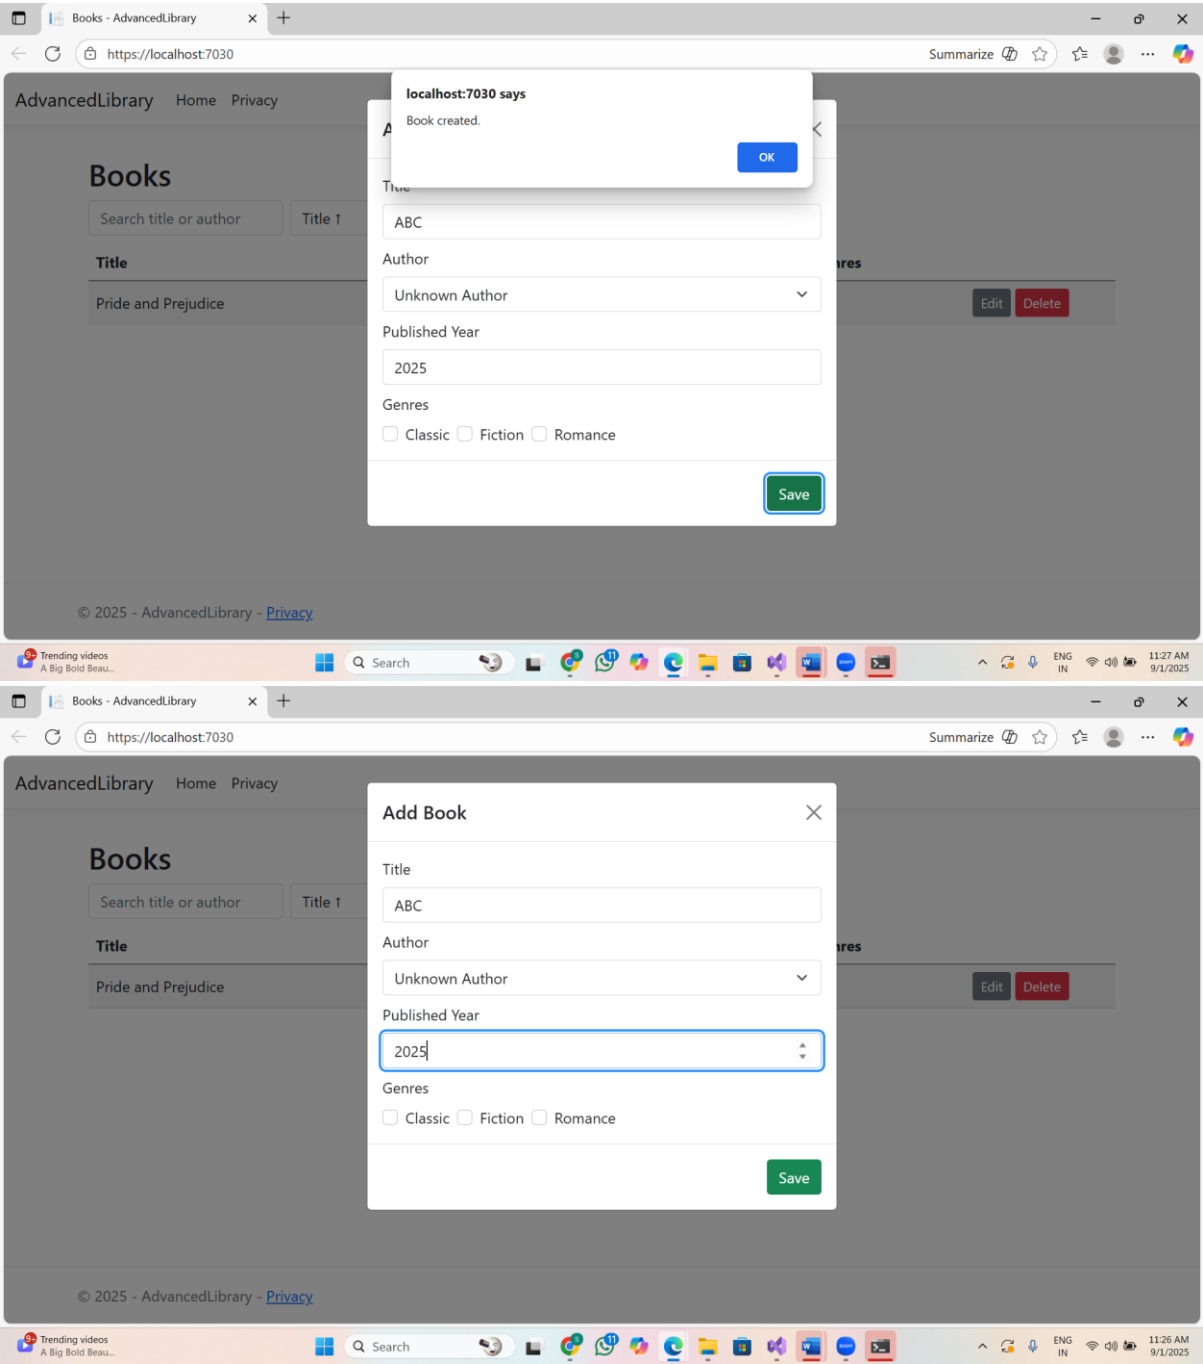 Books - AdvancedLibrary
https://localhost:7030
Summarize
AdvancedLibrary Home Privacy
localhost:7030 says
Book created.
OK
Books
Search title or author Title ↑
Title
ABC
Author
Title
Unknown Author
Pride and Prejudice Edit Delete
Published Year
2025
Genres
Classic Fiction Romance
Save
© 2025 - AdvancedLibrary - Privacy
9+ Trending videos
A Big Bold Beau...
Search
11
ENG
IN
11:27 AM
9/1/2025
Books - AdvancedLibrary
https://localhost:7030
Summarize
AdvancedLibrary Home Privacy
Add Book
Books
Title
Search title or author Title ↑
ABC
Author
Title
Unknown Author
Pride and Prejudice Edit Delete
Published Year
2025
Genres
Classic Fiction Romance
Save
© 2025 - AdvancedLibrary - Privacy
9+ Trending videos
A Big Bold Beau...
Search
11
ENG
IN
11:26 AM
9/1/2025